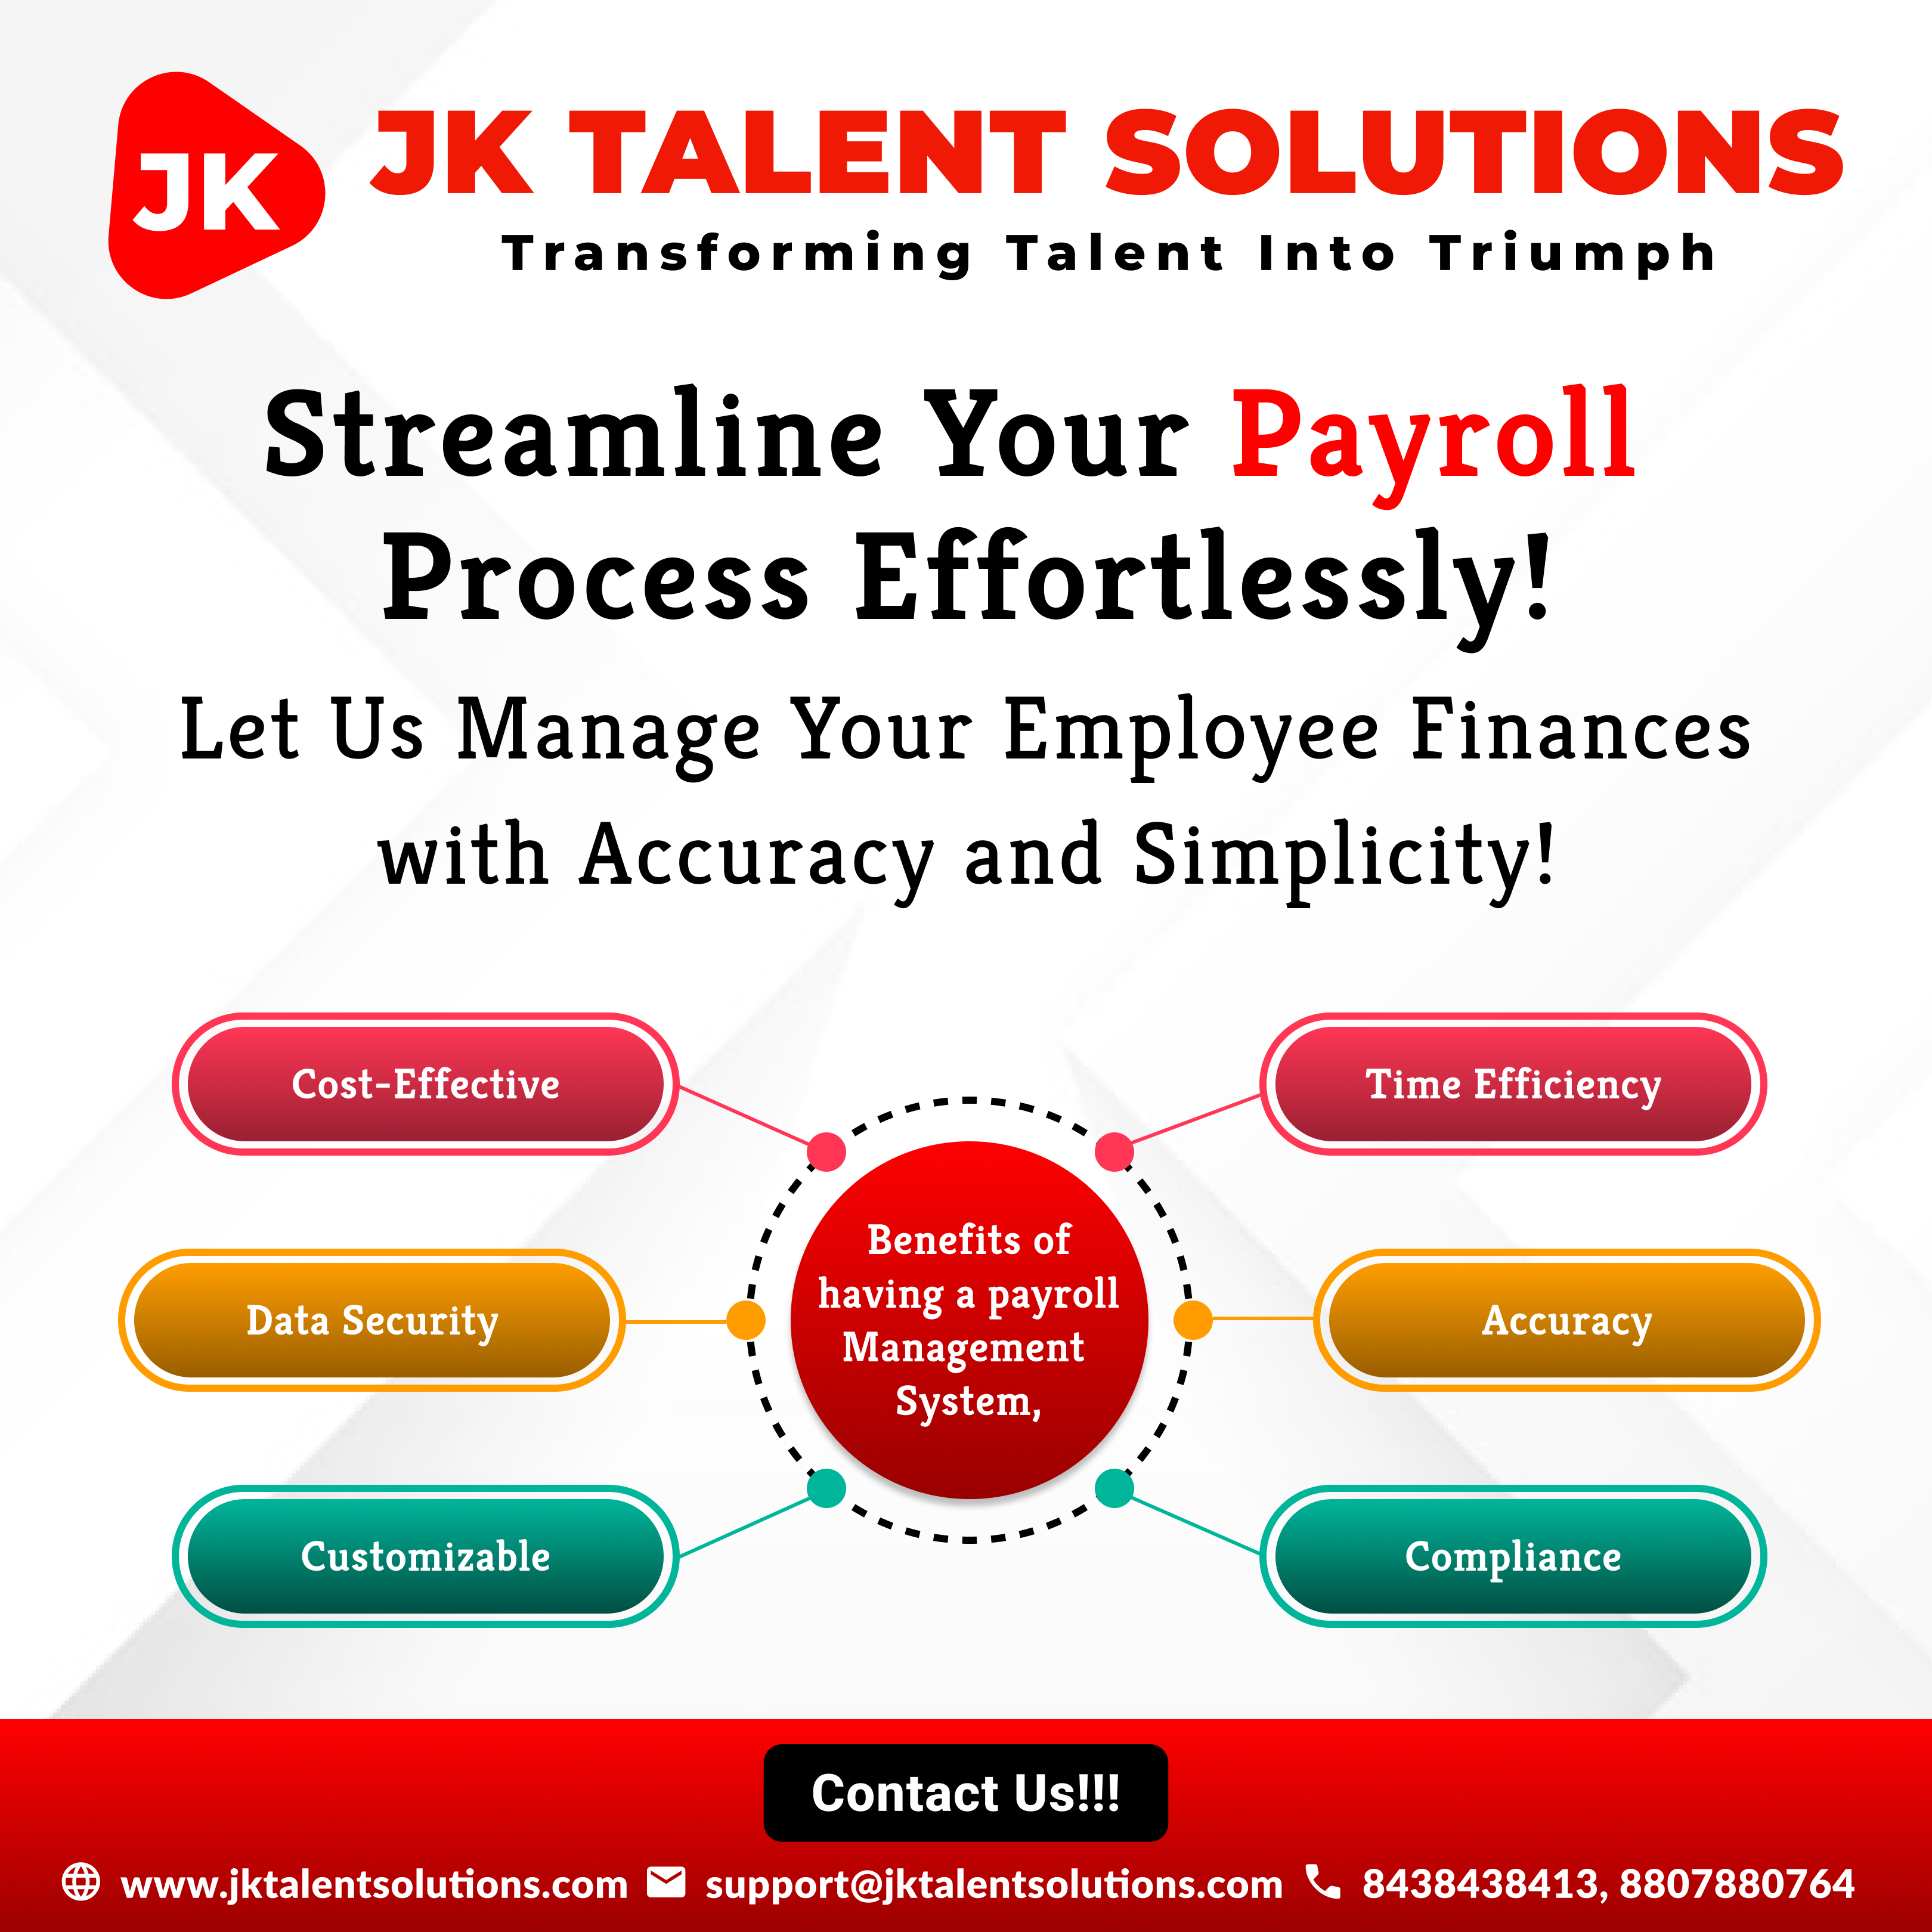 JK
JK TALENT SOLUTIONS
Transforming Talent Into Triumph
Streamline Your Payroll
Process Effortlessly!
Let Us Manage Your Employee Finances
with Accuracy and Simplicity!
Cost-Effective
Time Efficiency
Benefits of
having a payroll
Management
System,
Data Security
Accuracy
Customizable
Compliance
Contact Us!!!
www.jktalentsolutions.com support@jktalentsolutions.com 8438438413, 8807880764